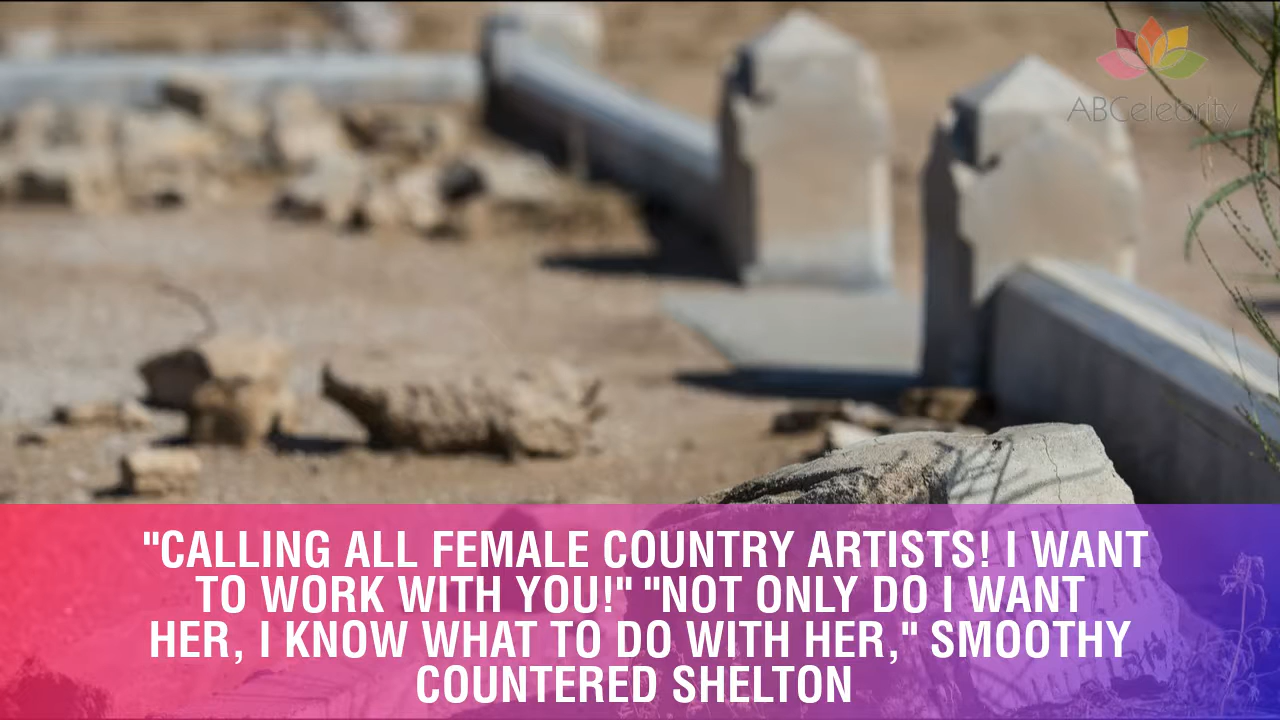 ABCelebrity
"CALLING ALL FEMALE COUNTRY ARTISTS! I WANT
TO WORK WITH YOU!" "NOT ONLY DO I WANT
HER, I KNOW WHAT TO DO WITH HER," SMOOTHY
COUNTERED SHELTON